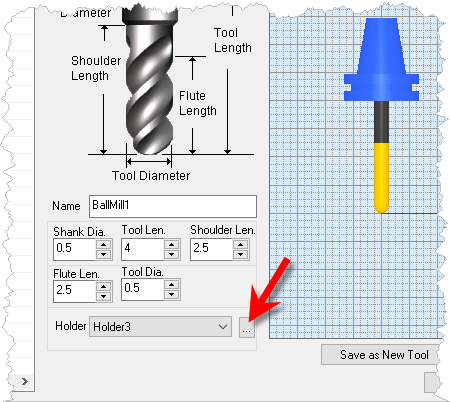 Diameter
Tool
Length
Shoulder
Length
Flute
Length
Tool Diameter
Name BallMill1
Shank Dia. Tool Len. Shoulder Len.
0.5 4 2.5
Flute Len. Tool Dia.
2.5 0.5
Holder Holder3 ...
Save as New Tool